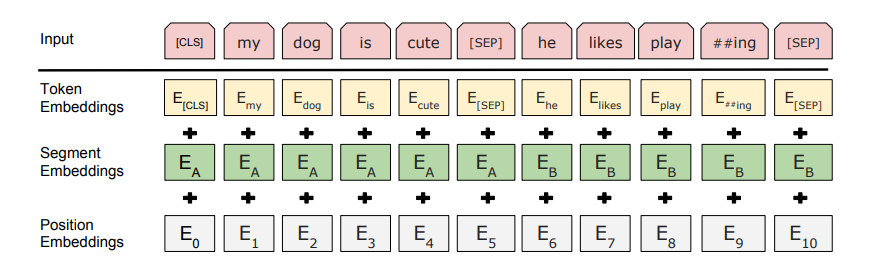 Input [CLS] my dog is cute [SEP] he likes play ##ing [SEP]
Token
Embeddings E[CLS] Emy Edog Eis Ecute E[SEP] Ehe Elikes Eplay E##ing E[SEP]
+ + + + + + + + + + +
Segment
Embeddings EA EA EA EA EA EA EB EB EB EB EB
+ + + + + + + + + + +
Position
Embeddings E0 E1 E2 E3 E4 E5 E6 E7 E8 E9 E10